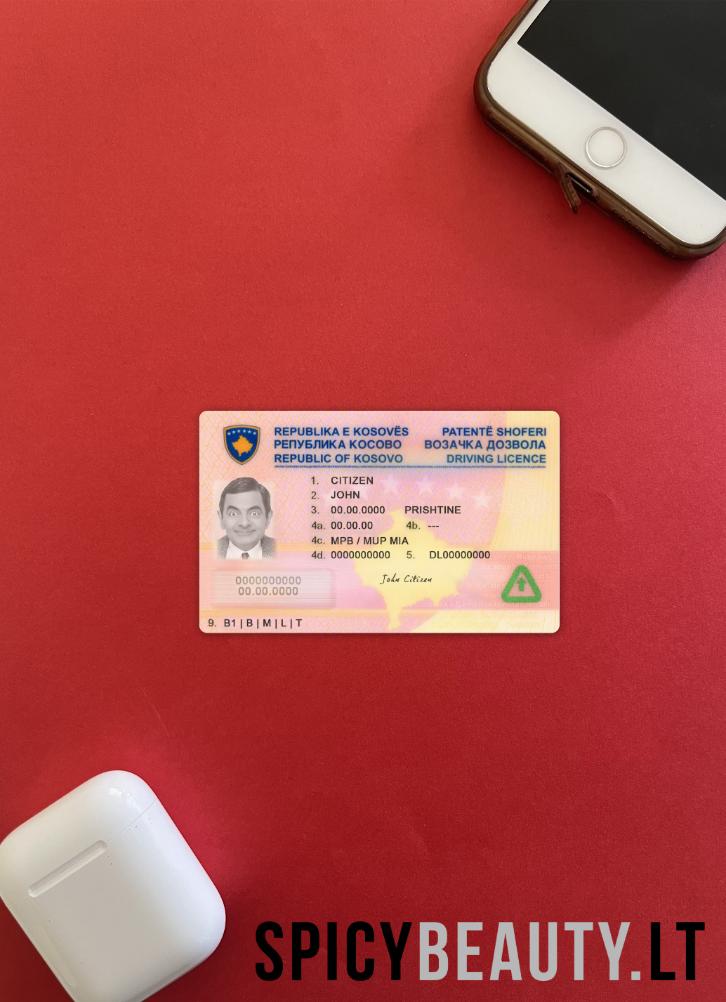 REPUBLIKA E KOSOVËS PATENTË SHOFERI
РЕПУБЛИКА КОСОВО ВОЗАЧКА ДОЗВОЛА
REPUBLIC OF KOSOVO DRIVING LICENCE
1. CITIZEN
2. JOHN
3. 00.00.0000 PRISHTINE
4a. 00.00.00 4b. ---
4c. MPB / MUP MIA
4d. 0000000000 5. DL00000000
0000000000
00.00.0000
John Citizen
9. B1 | B | M | L | T
SPICYBEAUTY.LT